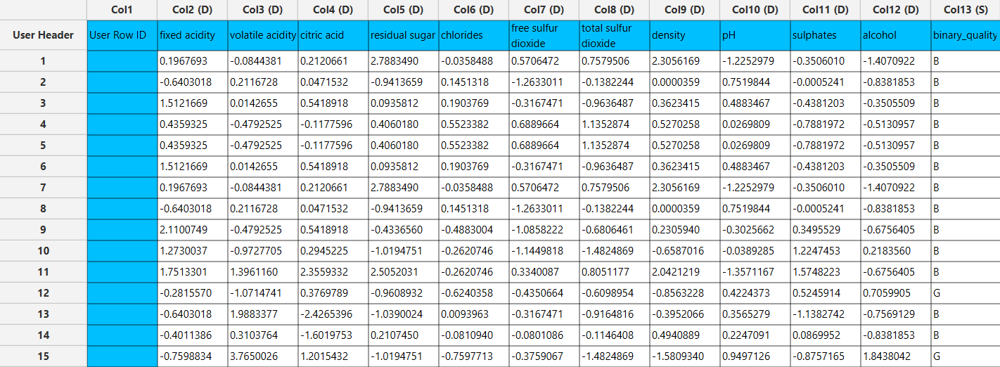 Col1 Col2 (D) Col3 (D) Col4 (D) Col5 (D) Col6 (D) Col7 (D) Col8 (D) Col9 (D) Col10 (D) Col11 (D) Col12 (D) Col13 (S)
User Header User Row ID fixed acidity volatile acidity citric acid residual sugar chlorides free sulfur dioxide total sulfur dioxide density pH sulphates alcohol binary_quality
1 0.1967693 -0.0844381 0.2120661 2.7883490 -0.0358488 0.5706472 0.7579506 2.3056169 -1.2252979 -0.3506010 -1.4070922 B
2 -0.6403018 0.2116728 0.0471532 -0.9413659 0.1451318 -1.2633011 -0.1382244 0.0000359 0.7519844 -0.0005241 -0.8381853 B
3 1.5121669 0.0142655 0.5418918 0.0935812 0.1903769 -0.3167471 -0.9636487 0.3623415 0.4883467 -0.4381203 -0.3505509 B
4 0.4359325 -0.4792525 -0.1177596 0.4060180 0.5523382 0.6889664 1.1352874 0.5270258 0.0269809 -0.7881972 -0.5130957 B
5 0.4359325 -0.4792525 -0.1177596 0.4060180 0.5523382 0.6889664 1.1352874 0.5270258 0.0269809 -0.7881972 -0.5130957 B
6 1.5121669 0.0142655 0.5418918 0.0935812 0.1903769 -0.3167471 -0.9636487 0.3623415 0.4883467 -0.4381203 -0.3505509 B
7 0.1967693 -0.0844381 0.2120661 2.7883490 -0.0358488 0.5706472 0.7579506 2.3056169 -1.2252979 -0.3506010 -1.4070922 B
8 -0.6403018 0.2116728 0.0471532 -0.9413659 0.1451318 -1.2633011 -0.1382244 0.0000359 0.7519844 -0.0005241 -0.8381853 B
9 2.1100749 -0.4792525 0.5418918 -0.4336560 -0.4883004 -1.0858222 -0.6806461 0.2305940 -0.3025662 0.3495529 -0.6756405 B
10 1.2730037 -0.9727705 0.2945225 -1.0194751 -0.2620746 -1.1449818 -1.4824869 -0.6587016 -0.0389285 1.2247453 0.2183560 B
11 1.7513301 1.3961160 2.3559332 2.5052031 -0.2620746 0.3340087 0.8051177 2.0421219 -1.3571167 1.5748223 -0.6756405 B
12 -0.2815570 -1.0714741 0.3769789 -0.9608932 -0.6240358 -0.4350664 -0.6098954 -0.8563228 0.4224373 0.5245914 0.7059905 G
13 -0.6403018 1.9883377 -2.4265396 -1.0390024 0.0093963 -0.3167471 -0.9164816 -0.3952066 0.3565279 -1.1382742 -0.7569129 B
14 -0.4011386 0.3103764 -1.6019753 0.2107450 -0.0810940 -0.0801086 -0.1146408 0.4940889 0.2247091 0.0869952 -0.8381853 B
15 -0.7598834 3.7650026 1.2015432 -1.0194751 -0.7597713 -0.3759067 -1.4824869 -1.5809340 0.9497126 -0.8757165 1.8438042 G